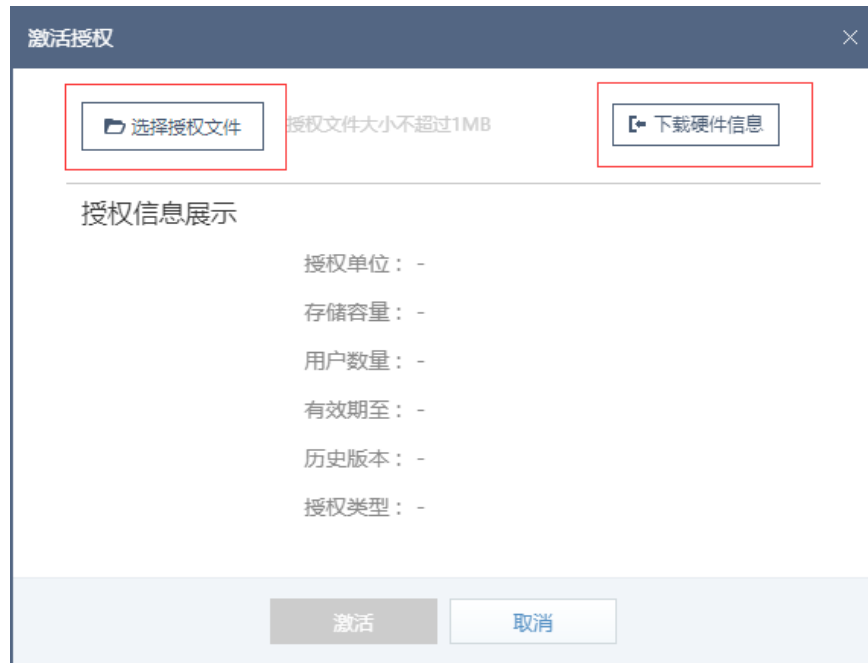 激活授权
选择授权文件 授权文件大小不超过1MB 下载硬件信息
授权信息展示
授权单位： -
存储容量： -
用户数量： -
有效期至： -
历史版本： -
授权类型： -
激活 取消